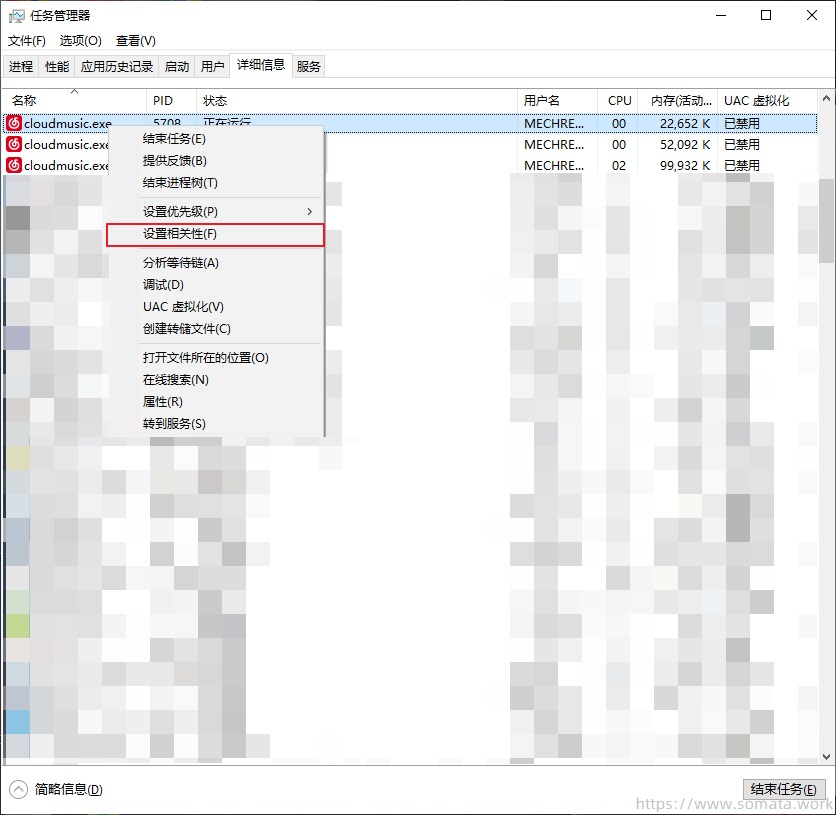 任务管理器
文件(F) 选项(O) 查看(V)
进程 性能 应用历史记录 启动 用户 详细信息 服务
名称 PID 状态 用户名 CPU 内存(活动... UAC 虚拟化
cloudmusic.exe 5708 正在运行 MECHRE... 00 22,652 K 已禁用
cloudmusic.exe MECHRE... 00 52,092 K 已禁用
cloudmusic.exe MECHRE... 02 99,932 K 已禁用
结束任务(E)
提供反馈(B)
结束进程树(T)
设置优先级(P)
设置相关性(F)
分析等待链(A)
调试(D)
UAC 虚拟化(V)
创建转储文件(C)
打开文件所在的位置(O)
在线搜索(N)
属性(R)
转到服务(S)
简略信息(D) 结束任务(E)
https://www.somata.work